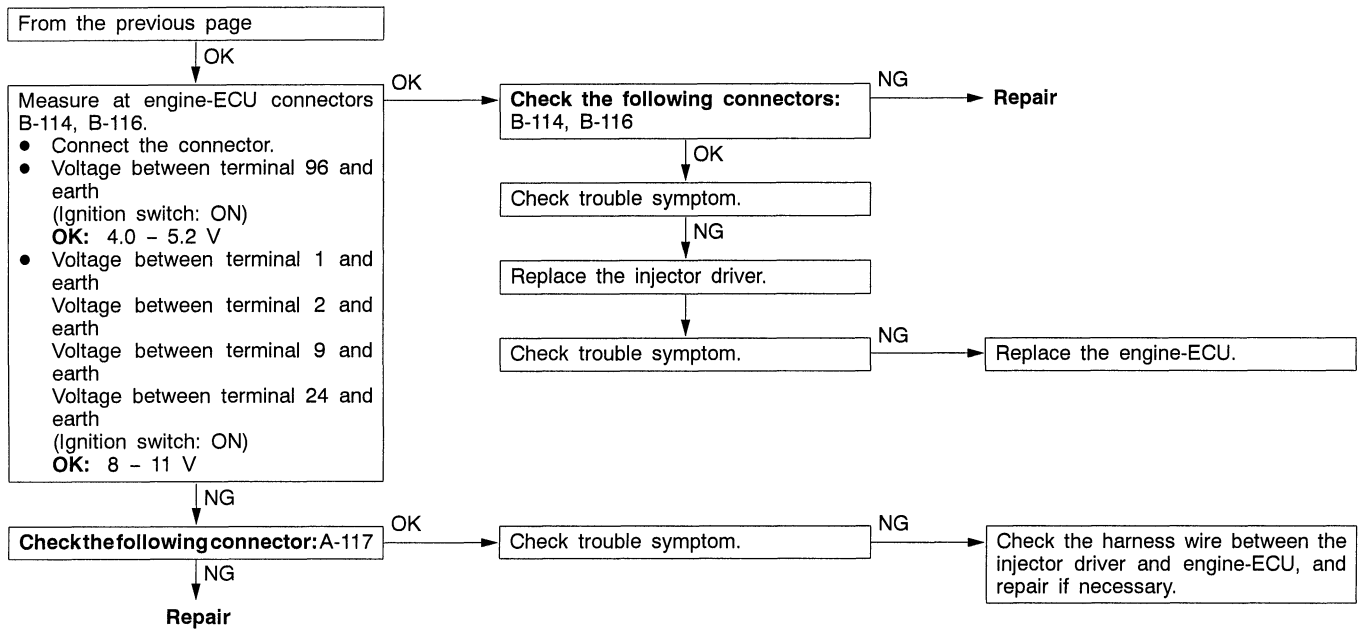 From the previous page
OK
Measure at engine-ECU connectors
B-114, B-116.
● Connect the connector.
● Voltage between terminal 96 and
earth
(Ignition switch: ON)
OK: 4.0 – 5.2 V
● Voltage between terminal 1 and
earth
Voltage between terminal 2 and
earth
Voltage between terminal 9 and
earth
Voltage between terminal 24 and
earth
(Ignition switch: ON)
OK: 8 – 11 V
OK
Check the following connectors:
B-114, B-116
NG
Repair
OK
Check trouble symptom.
NG
Replace the injector driver.
Check trouble symptom.
NG
Replace the engine-ECU.
NG
Check the following connector: A-117
OK
Check trouble symptom.
NG
Check the harness wire between the
injector driver and engine-ECU, and
repair if necessary.
NG
Repair